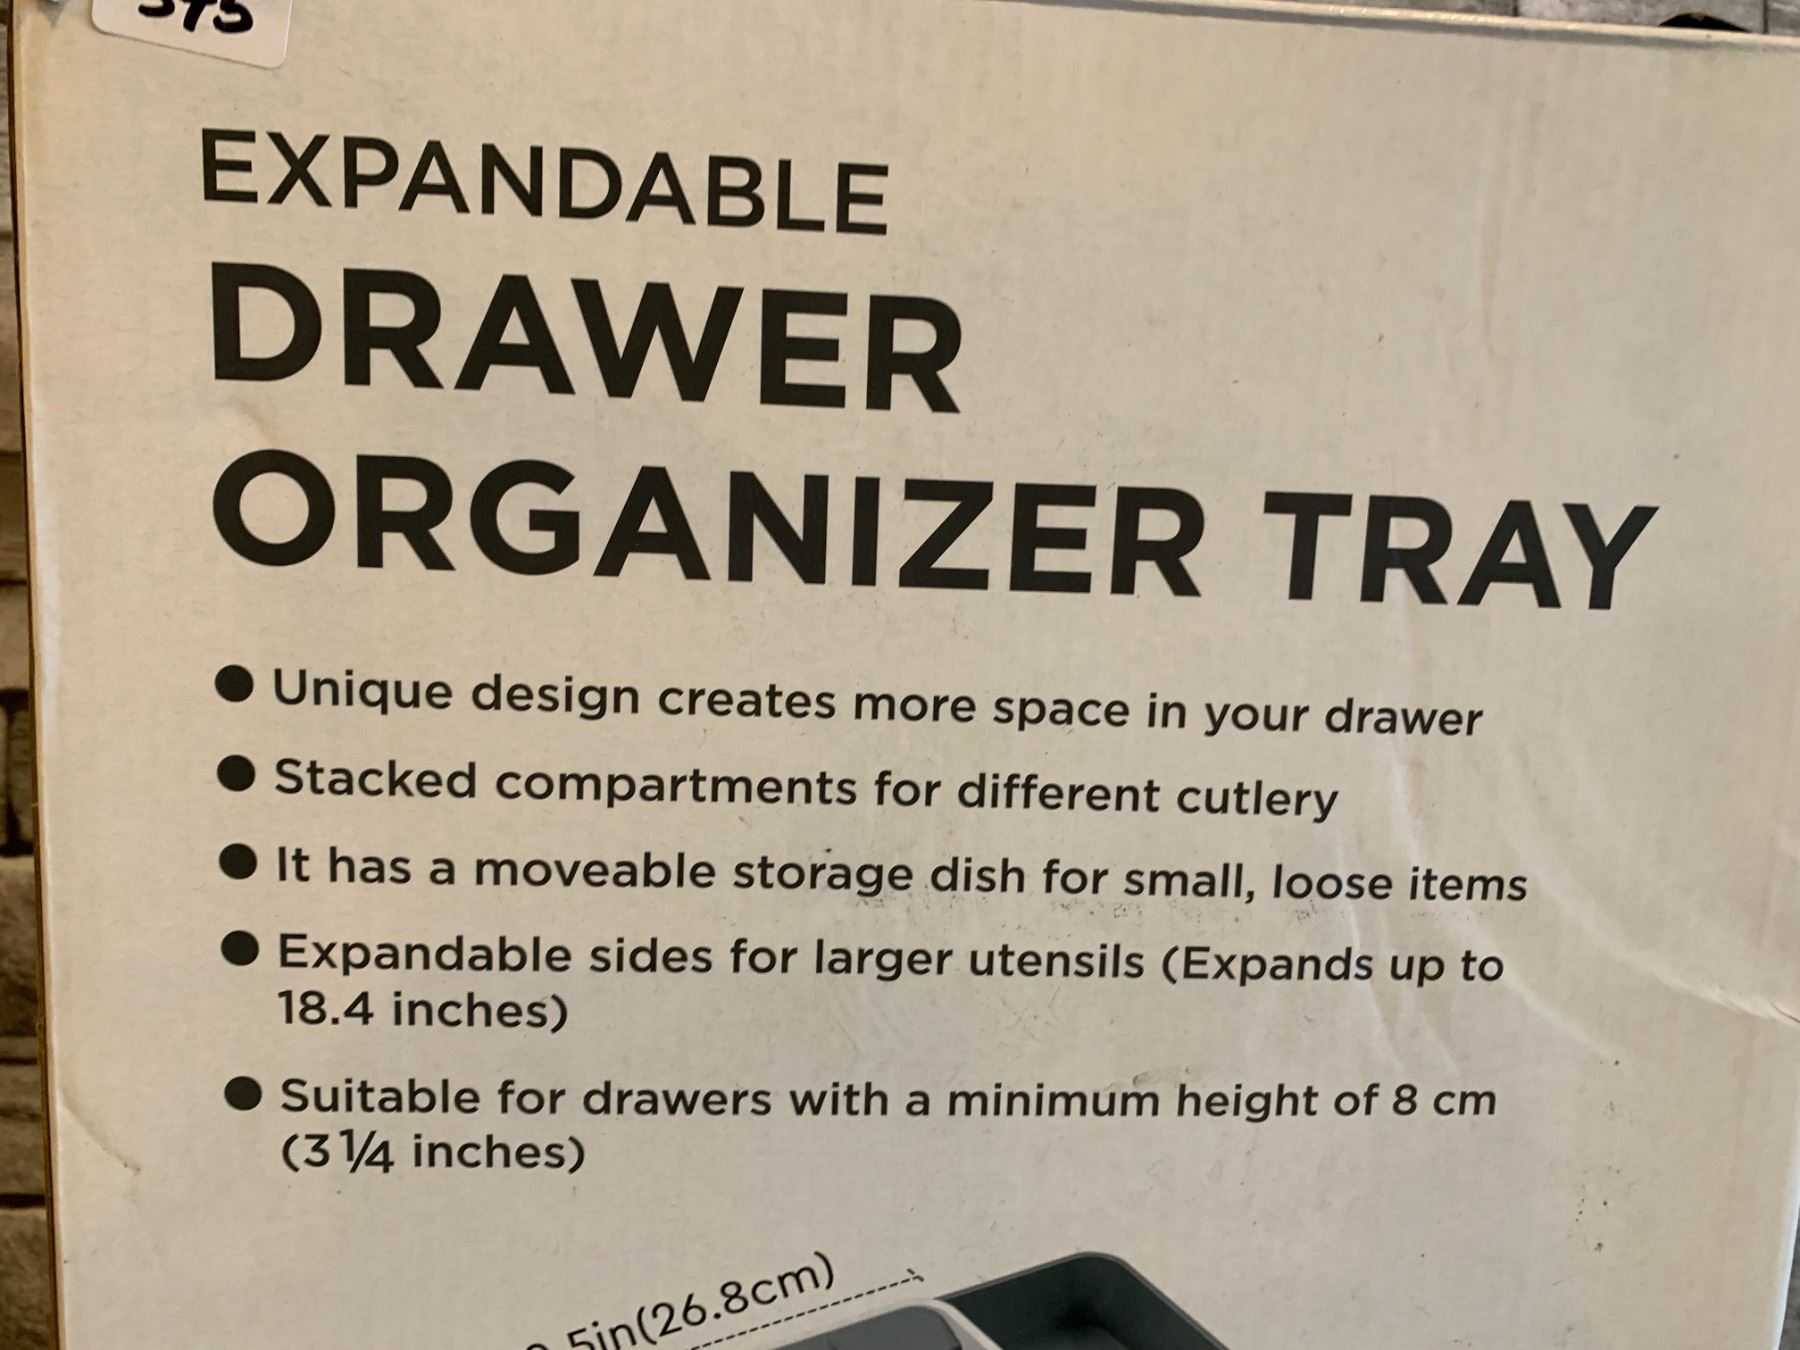 EXPANDABLE
DRAWER
ORGANIZER TRAY
● Unique design creates more space in your drawer
● Stacked compartments for different cutlery
● It has a moveable storage dish for small, loose items
● Expandable sides for larger utensils (Expands up to
18.4 inches)
● Suitable for drawers with a minimum height of 8 cm
(3 1/4 inches)
5in(26.8cm)